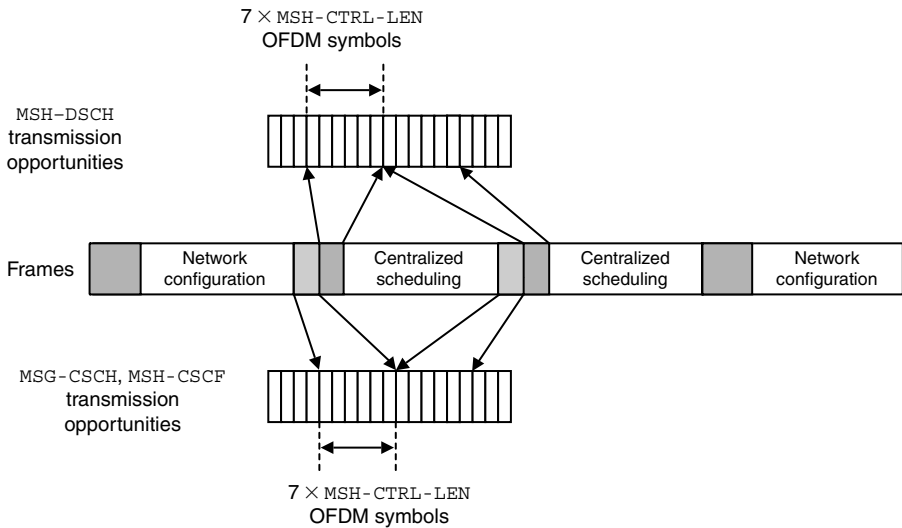 7 × MSH-CTRL-LEN
OFDM symbols
MSH-DSCH
transmission
opportunities
Frames
Network
configuration
Centralized
scheduling
Centralized
scheduling
Network
configuration
MSG-CSCH, MSH-CSCF
transmission
opportunities
7 × MSH-CTRL-LEN
OFDM symbols